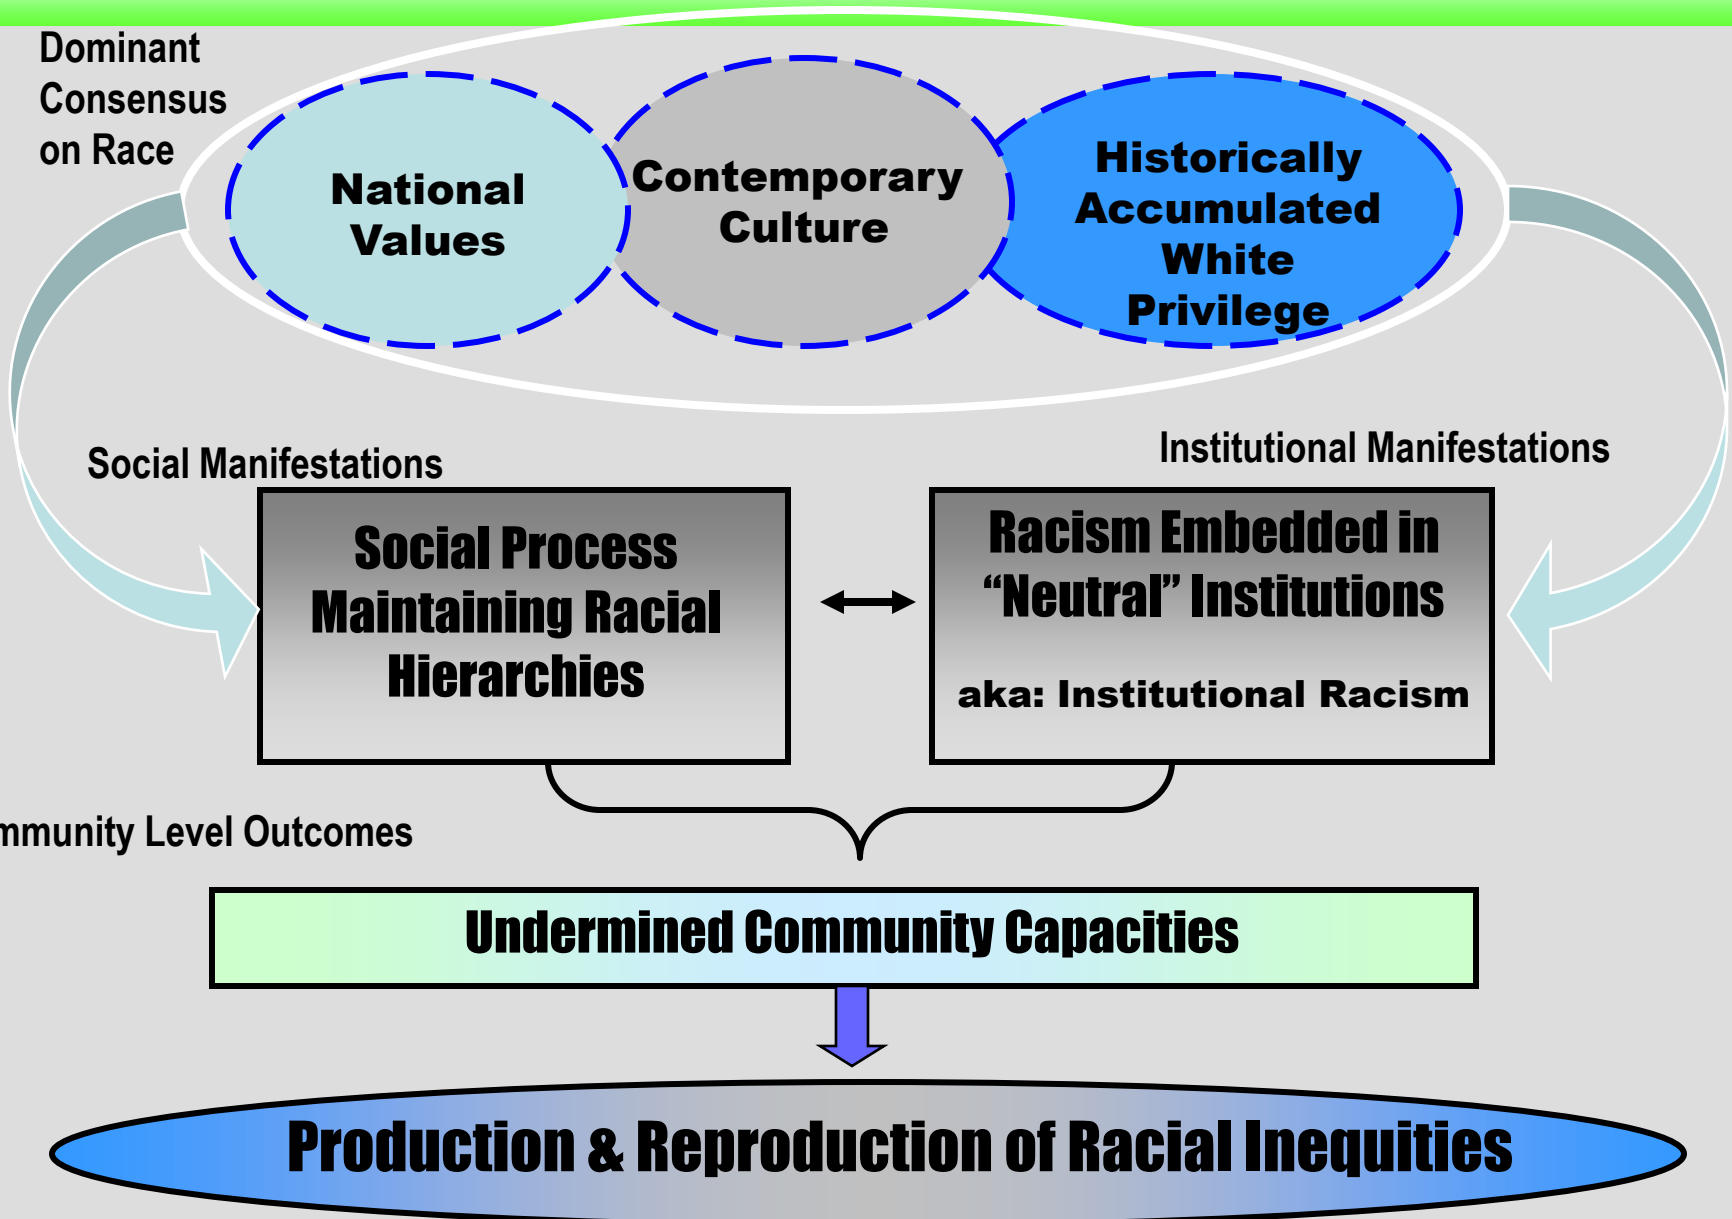 Dominant
Consensus
on Race
National
Values
Contemporary
Culture
Historically
Accumulated
White
Privilege
Social Manifestations
Institutional Manifestations
Social Process
Maintaining Racial
Hierarchies
Racism Embedded in
“Neutral” Institutions
aka: Institutional Racism
mmunity Level Outcomes
Undermined Community Capacities
Production & Reproduction of Racial Inequities